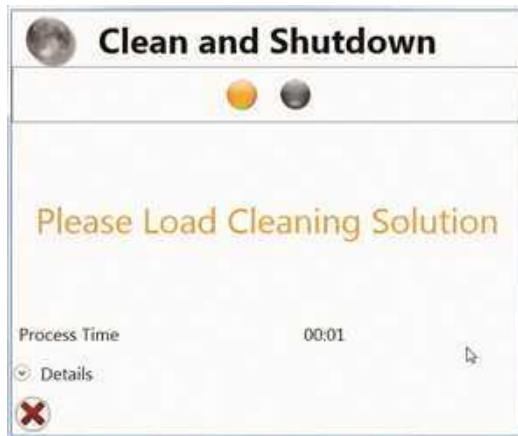 Clean and Shutdown
Please Load Cleaning Solution
Process Time 00:01
Details